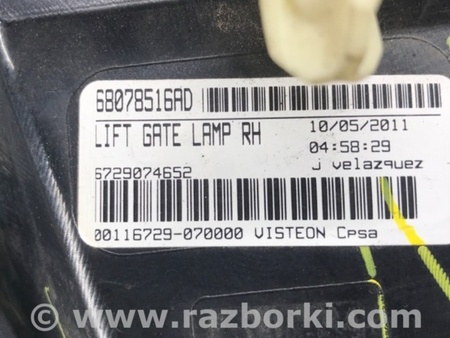 68078516AD
LIFT GATE LAMP RH 10/05/2011
04:58:29
6729074652 j velazquez
00116729-070000 VISTEON Cpsa
www.razborki.com